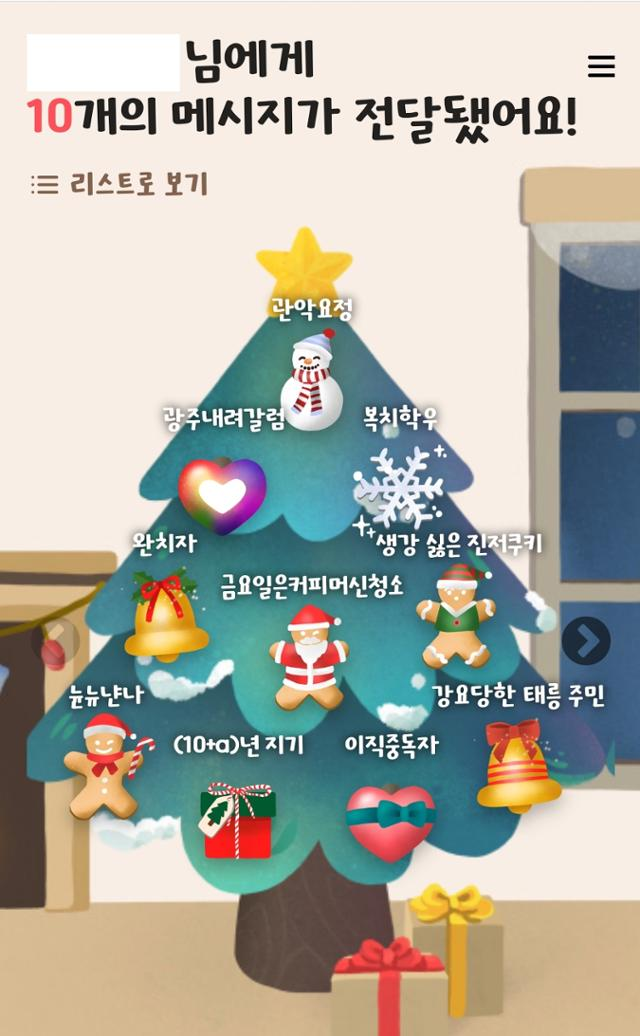 님에게
10개의 메시지가 전달됐어요!
리스트로 보기
관악요정
광주내려갈럼
복치학우
완치자
생강 싫은 진저쿠키
금요일은커피머신청소
뉸뉴냔나
강요당한 태릉 주민
(10+a)년 지기
이직중독자